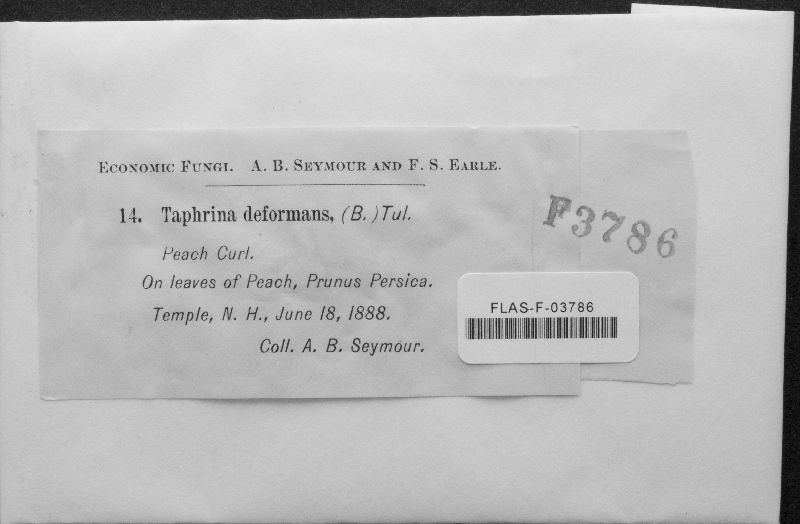 ECONOMIC FUNGI. A. B. SEYMOUR AND F. S. EARLE.
14. Taphrina deformans, (B.) Tul.
Peach Curl.
On leaves of Peach, Prunus Persica.
Temple, N. H., June 18, 1888.
Coll. A. B. Seymour.
F3786
FLAS-F-03786